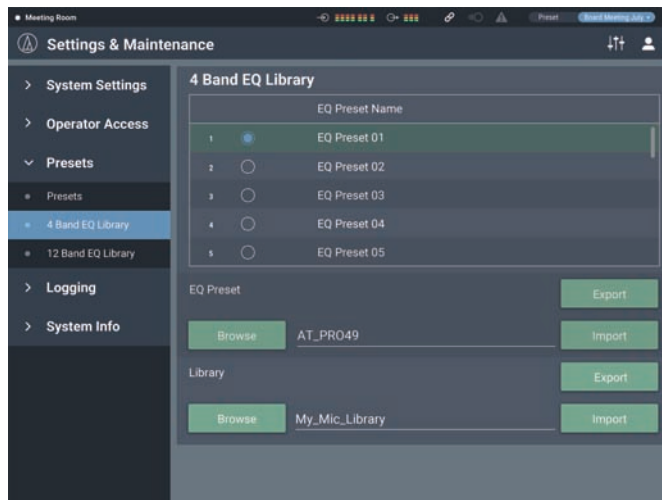 Meeting Room Preset Board Meeting July
Settings & Maintenance
System Settings
Operator Access
Presets
Presets
4 Band EQ Library
12 Band EQ Library
Logging
System Info
4 Band EQ Library
EQ Preset Name
1 EQ Preset 01
2 EQ Preset 02
3 EQ Preset 03
4 EQ Preset 04
5 EQ Preset 05
EQ Preset Export
Browse AT_PRO49 Import
Library Export
Browse My_Mic_Library Import